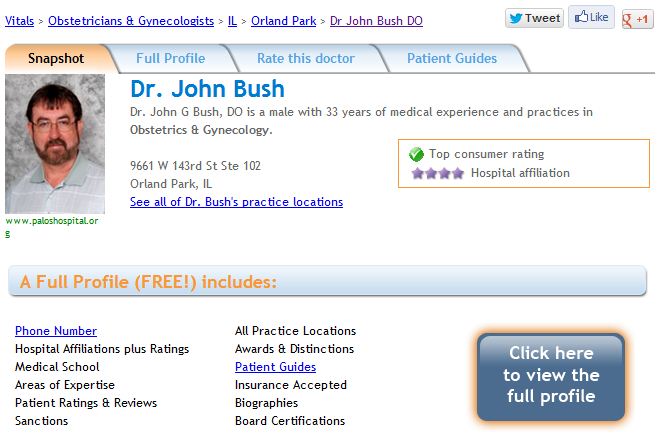 Vitals > Obstetricians & Gynecologists > IL > Orland Park > Dr John Bush DO
Tweet
Like
g +1
Snapshot
Full Profile
Rate this doctor
Patient Guides
Dr. John Bush
Dr. John G Bush, DO is a male with 33 years of medical experience and practices in
Obstetrics & Gynecology.
9661 W 143rd St Ste 102
Orland Park, IL
See all of Dr. Bush's practice locations
Top consumer rating
Hospital affiliation
www.paloshospital.or
g
A Full Profile (FREE!) includes:
Phone Number
Hospital Affiliations plus Ratings
Medical School
Areas of Expertise
Patient Ratings & Reviews
Sanctions
All Practice Locations
Awards & Distinctions
Patient Guides
Insurance Accepted
Biographies
Board Certifications
Click here
to view the
full profile